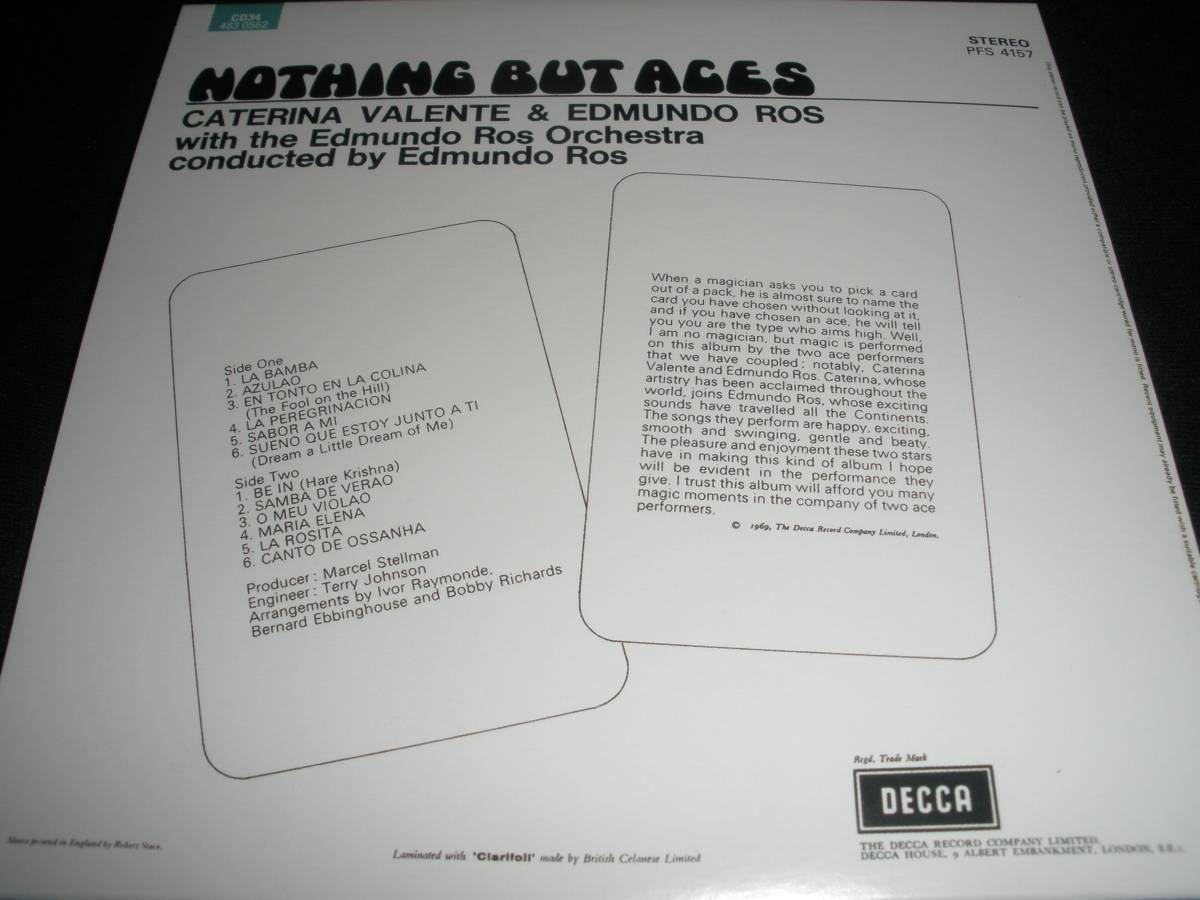 CD34
483 0562
STEREO
PFS 4157
NOTHING BUT ACES
CATERINA VALENTE & EDMUNDO ROS
with the Edmundo Ros Orchestra
conducted by Edmundo Ros
Side One
1. LA BAMBA
2. AZULAO
3. EN TONTO EN LA COLINA
(The Fool on the Hill)
4. LA PEREGRINACION
5. SABOR A MI
6. SUENO QUE ESTOY JUNTO A TI
(Dream a Little Dream of Me)
Side Two
1. BE IN (Hare Krishna)
2. SAMBA DE VERAO
3. O MEU VIOLAO
4. MARIA ELENA
5. LA ROSITA
6. CANTO DE OSSANHA
Producer : Marcel Stellman
Engineer : Terry Johnson
Arrangements by Ivor Raymonde,
Bernard Ebbinghouse and Bobby Richards
When a magician asks you to pick a card
out of a pack, he is almost sure to name the
card you have chosen without looking at it,
and if you have chosen an ace, he will tell
you you are the type who aims high. Well,
I am no magician, but magic is performed
on this album by the two ace performers
that we have coupled ; notably, Caterina
Valente and Edmundo Ros. Caterina, whose
artistry has been acclaimed throughout the
world, joins Edmundo Ros, whose exciting
sounds have travelled all the Continents.
The songs they perform are happy, exciting,
smooth and swinging, gentle and beaty.
The pleasure and enjoyment these two stars
have in making this kind of album I hope
will be evident in the performance they
give. I trust this album will afford you many
magic moments in the company of two ace
performers.
© 1969, The Decca Record Company Limited, London.
Regd. Trade Mark
DECCA
THE DECCA RECORD COMPANY LIMITED,
DECCA HOUSE, 9 ALBERT EMBANKMENT, LONDON, S.E.1.
Laminated with 'Clarifoil' made by British Celanese Limited
Sleeve printed in England by Robert Stace.